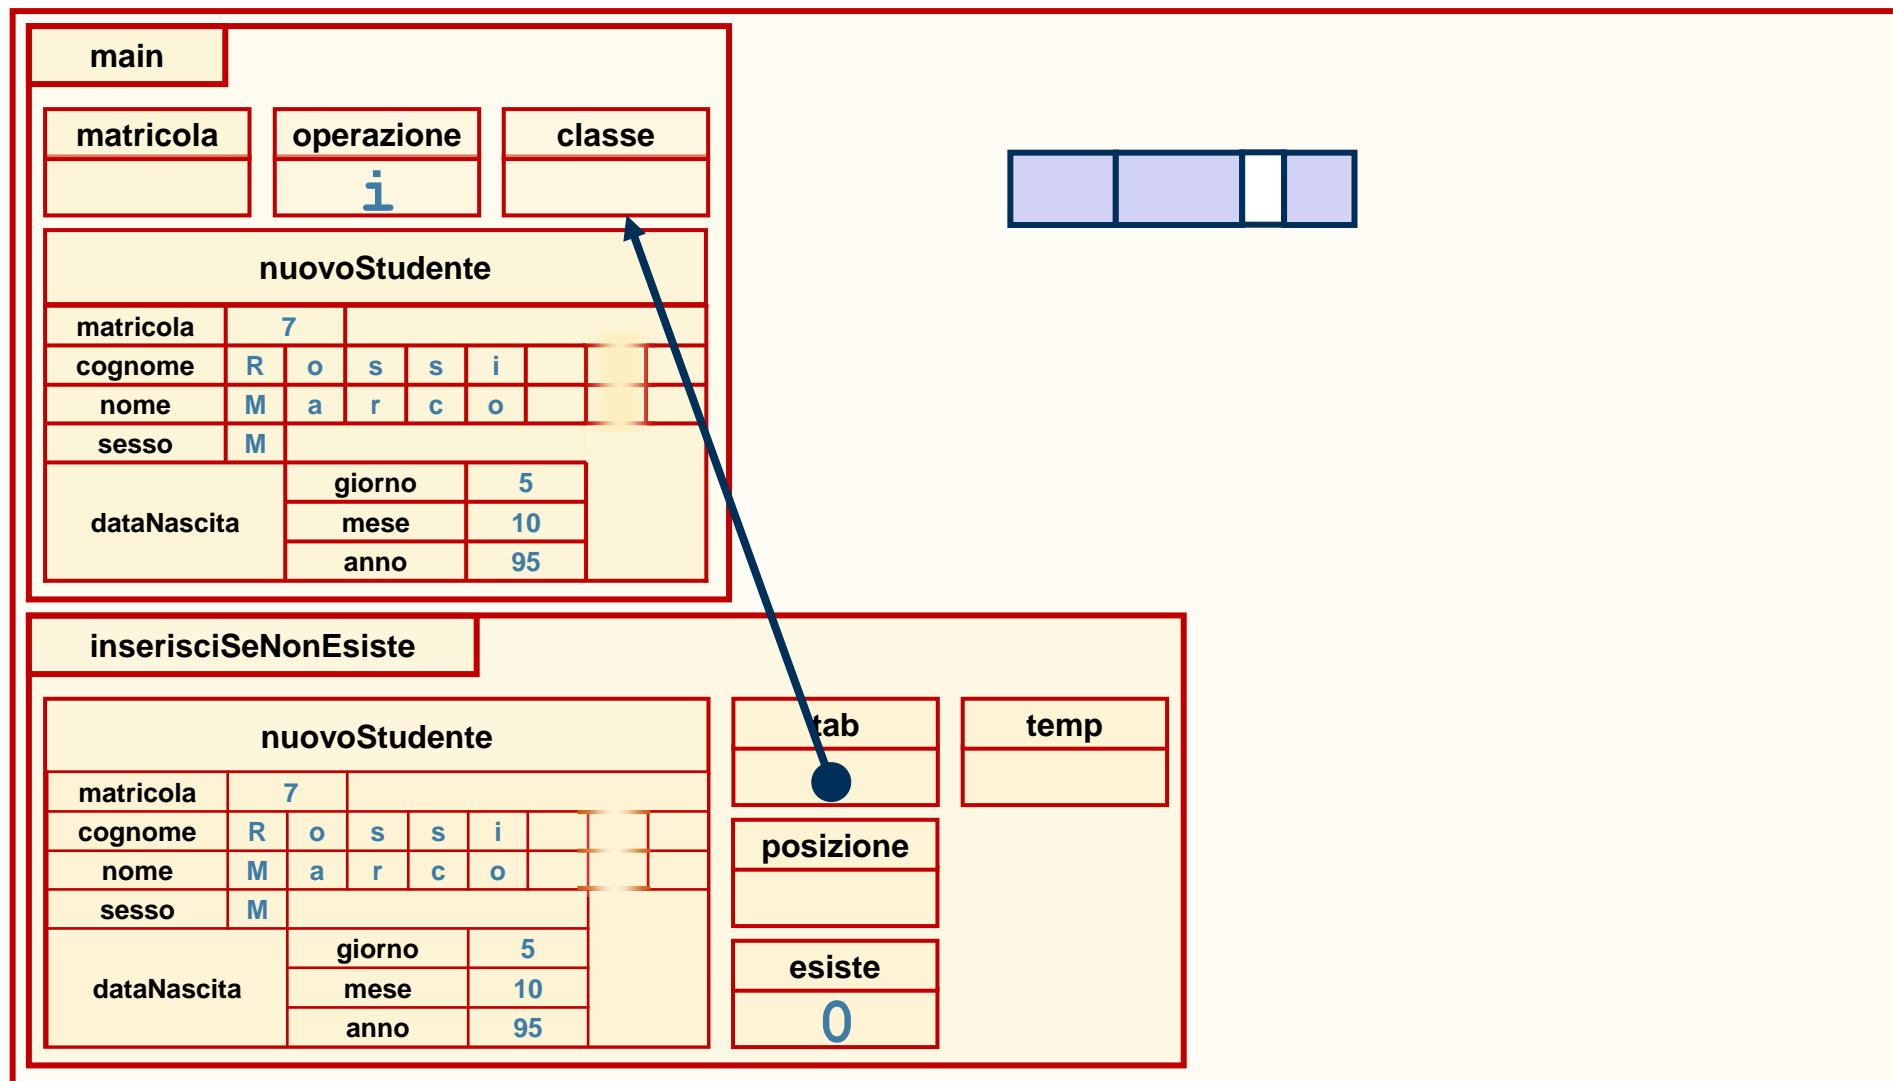 main
matricola operazione classe
i
nuovoStudente
matricola 7
cognome R o s s i
nome M a r c o
sesso M
dataNascita giorno 5
mese 10
anno 95
inserisciSeNonEsiste
nuovoStudente tab temp
matricola 7
cognome R o s s i
nome M a r c o
sesso M
dataNascita giorno 5
mese 10
anno 95
posizione
esiste
0